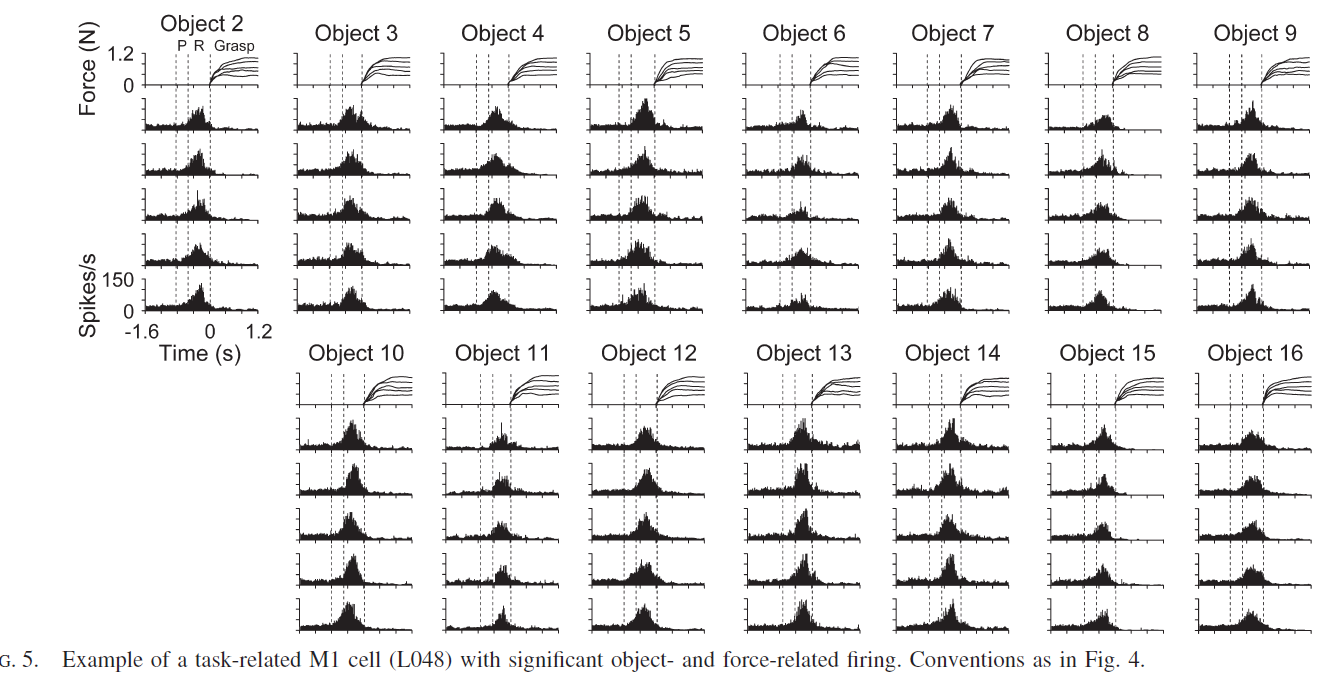 Object 2
Object 3
Object 4
Object 5
Object 6
Object 7
Object 8
Object 9
P R Grasp
Force (N)
1.2
0
Spikes/s
150
0
-1.6 0 1.2
Time (s)
Object 10
Object 11
Object 12
Object 13
Object 14
Object 15
Object 16
G. 5. Example of a task-related M1 cell (L048) with significant object- and force-related firing. Conventions as in Fig. 4.